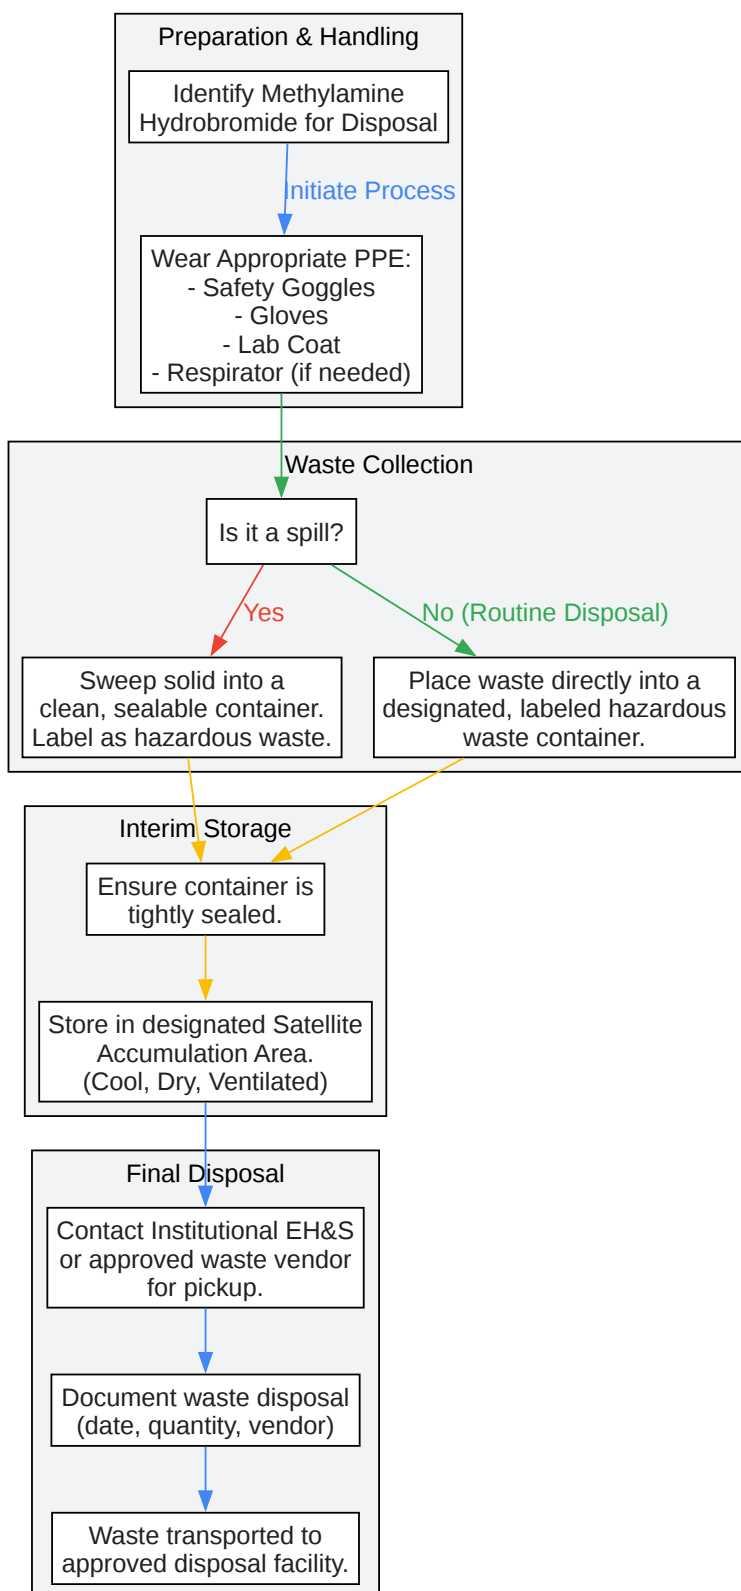 Preparation & Handling
Identify Methylamine
Hydrobromide for Disposal
Initiate Process
Wear Appropriate PPE:
- Safety Goggles
- Gloves
- Lab Coat
- Respirator (if needed)
Waste Collection
Is it a spill?
Yes
No (Routine Disposal)
Sweep solid into a
clean, sealable container.
Label as hazardous waste.
Place waste directly into a
designated, labeled hazardous
waste container.
Interim Storage
Ensure container is
tightly sealed.
Store in designated Satellite
Accumulation Area.
(Cool, Dry, Ventilated)
Final Disposal
Contact Institutional EH&S
or approved waste vendor
for pickup.
Document waste disposal
(date, quantity, vendor)
Waste transported to
approved disposal facility.